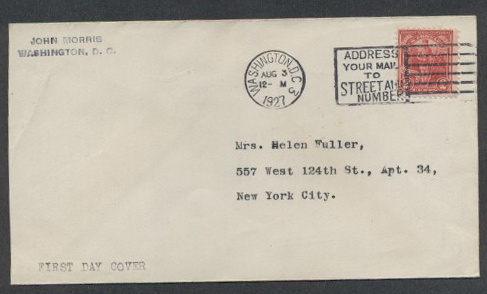 JOHN MORRIS
WASHINGTON, D. C.
WASHINGTON, D.C.
AUG 3
12- M
1927
3
ADDRESS
YOUR MAIL
TO
STREET AND
NUMBER
Mrs. Helen Fuller,
557 West 124th St., Apt. 34,
New York City.
FIRST DAY COVER